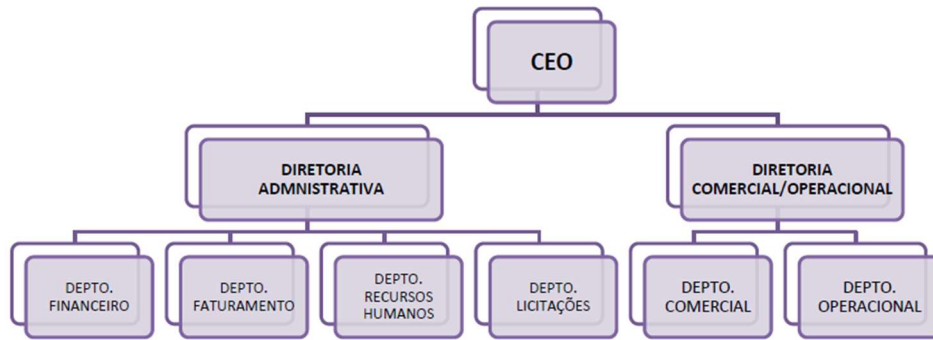 CEO
DIRETORIA
ADMNISTRATIVA
DIRETORIA
COMERCIAL/OPERACIONAL
DEPTO.
FINANCEIRO
DEPTO.
FATURAMENTO
DEPTO.
RECURSOS
HUMANOS
DEPTO.
LICITAÇÕES
DEPTO.
COMERCIAL
DEPTO.
OPERACIONAL